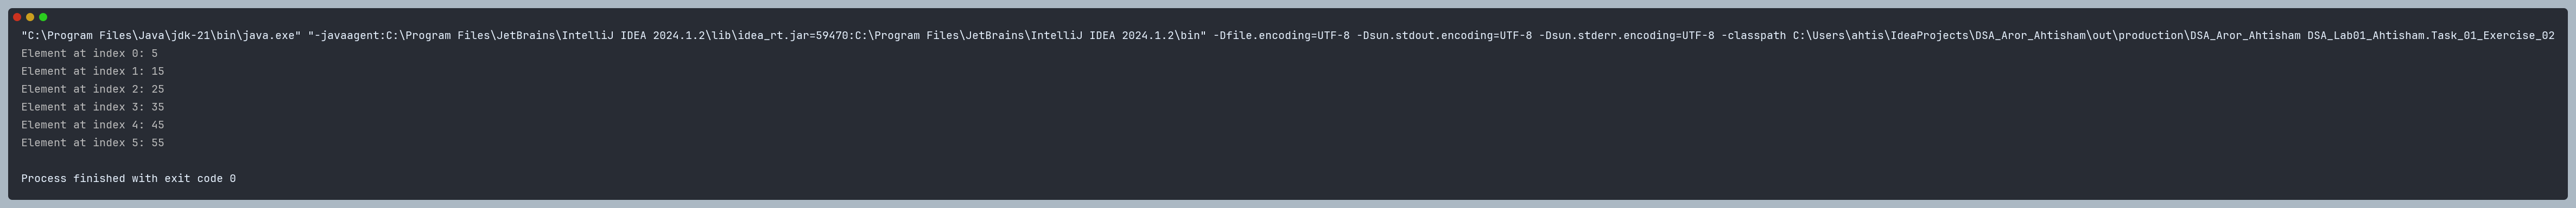 "C:\Program Files\Java\jdk-21\bin\java.exe" "-javaagent:C:\Program Files\JetBrains\IntelliJ IDEA 2024.1.2\lib\idea_rt.jar=59470:C:\Program Files\JetBrains\IntelliJ IDEA 2024.1.2\bin" -Dfile.encoding=UTF-8 -Dsun.stdout.encoding=UTF-8 -Dsun.stderr.encoding=UTF-8 -classpath C:\Users\ahtis\IdeaProjects\DSA_Aror_Ahtisham\out\production\DSA_Aror_Ahtisham DSA_Lab01_Ahtisham.Task_01_Exercise_02
Element at index 0: 5
Element at index 1: 15
Element at index 2: 25
Element at index 3: 35
Element at index 4: 45
Element at index 5: 55
Process finished with exit code 0